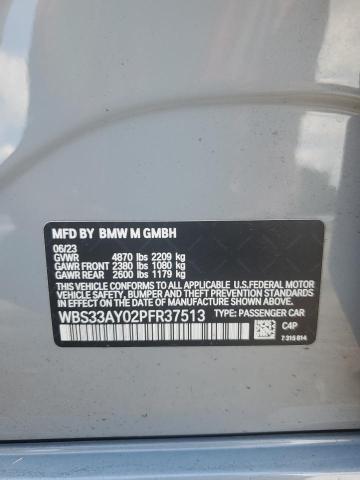 MFD BY BMW M GMBH
06/23
GVWR 4870 lbs 2209 kg
GAWR FRONT 2380 lbs 1080 kg
GAWR REAR 2600 lbs 1179 kg
THIS VEHICLE CONFORMS TO ALL APPLICABLE U.S.FEDERAL MOTOR
VEHICLE SAFETY, BUMPER, AND THEFT PREVENTION STANDARDS
IN EFFECT ON THE DATE OF MANUFACTURE SHOWN ABOVE.
WBS33AY02PFR37513 TYPE: PASSENGER CAR
C4P
7 315 814